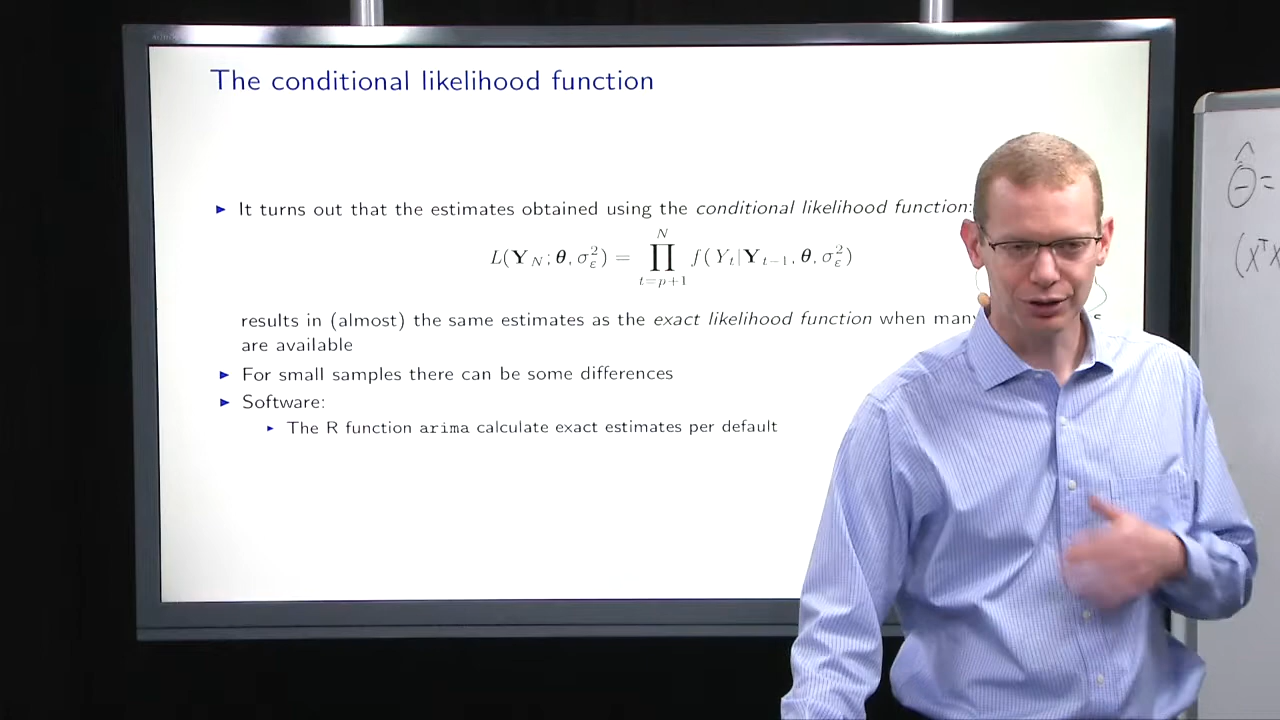 The conditional likelihood function
► It turns out that the estimates obtained using the conditional likelihood function:
L(Y_N; θ, σ_ε^2) = ∏_{t=p+1}^{N} f(Y_t|Y_{t−1}, θ, σ_ε^2)
results in (almost) the same estimates as the exact likelihood function when many s
are available
► For small samples there can be some differences
► Software:
► The R function arima calculate exact estimates per default
Θ̂ =
(X^T X